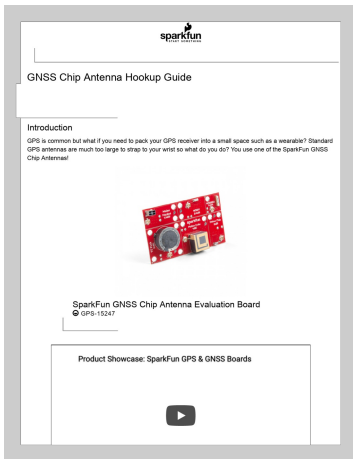 sparkfun
START SOMETHING
GNSS Chip Antenna Hookup Guide
Introduction
GPS is common but what if you need to pack your GPS receiver into a small space such as a wearable? Standard
GPS antennas are much too large to strap to your wrist so what do you do? You use one of the SparkFun GNSS
Chip Antennas!
SparkFun GNSS Chip Antenna Evaluation Board
GPS-15247
Product Showcase: SparkFun GPS & GNSS Boards